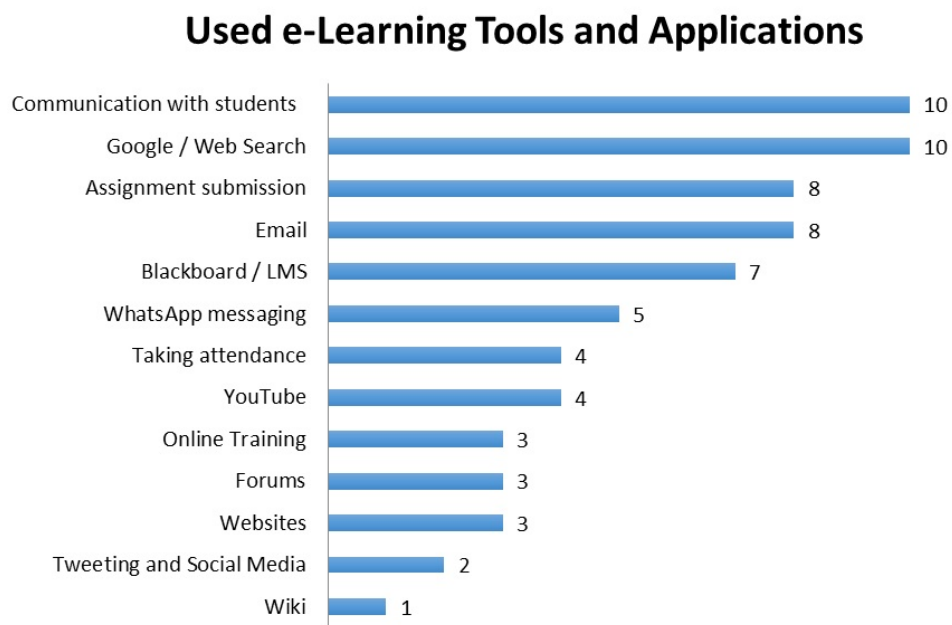 Used e-Learning Tools and Applications
Communication with students 10
Google / Web Search 10
Assignment submission 8
Email 8
Blackboard / LMS 7
WhatsApp messaging 5
Taking attendance 4
YouTube 4
Online Training 3
Forums 3
Websites 3
Tweeting and Social Media 2
Wiki 1